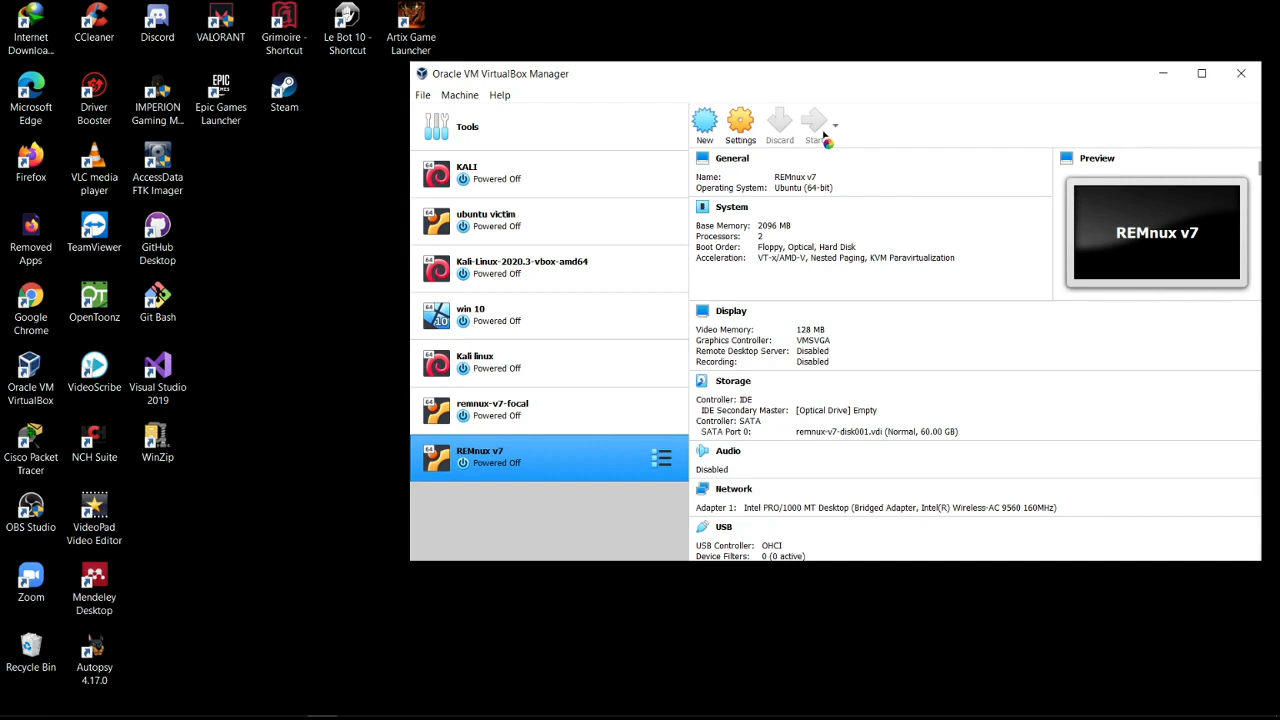 Internet
Downloa...
CCleaner
Discord
VALORANT
Grimoire -
Shortcut
Le Bot 10 -
Shortcut
Artix Game
Launcher
Microsoft
Edge
Driver
Booster
IMPERION
Gaming M...
Epic Games
Launcher
Steam
Firefox
VLC media
player
AccessData
FTK Imager
Removed
Apps
TeamViewer
GitHub
Desktop
Google
Chrome
OpenToonz
Git Bash
Oracle VM
VirtualBox
VideoScribe
Visual Studio
2019
Cisco Packet
Tracer
NCH Suite
WinZip
OBS Studio
VideoPad
Video Editor
Zoom
Mendeley
Desktop
Recycle Bin
Autopsy
4.17.0
Oracle VM VirtualBox Manager
File Machine Help
Tools
64
KALI
Powered Off
64
ubuntu victim
Powered Off
64
Kali-Linux-2020.3-vbox-amd64
Powered Off
64
10
win 10
Powered Off
64
Kali linux
Powered Off
64
remnux-v7-focal
Powered Off
64
REMnux v7
Powered Off
New Settings Discard Start
General
Name: REMnux v7
Operating System: Ubuntu (64-bit)
System
Base Memory: 2096 MB
Processors: 2
Boot Order: Floppy, Optical, Hard Disk
Acceleration: VT-x/AMD-V, Nested Paging, KVM Paravirtualization
Preview
REMnux v7
Display
Video Memory: 128 MB
Graphics Controller: VMSVGA
Remote Desktop Server: Disabled
Recording: Disabled
Storage
Controller: IDE
IDE Secondary Master: [Optical Drive] Empty
Controller: SATA
SATA Port 0: remnux-v7-disk001.vdi (Normal, 60.00 GB)
Audio
Disabled
Network
Adapter 1: Intel PRO/1000 MT Desktop (Bridged Adapter, Intel(R) Wireless-AC 9560 160MHz)
USB
USB Controller: OHCI
Device Filters: 0 (0 active)